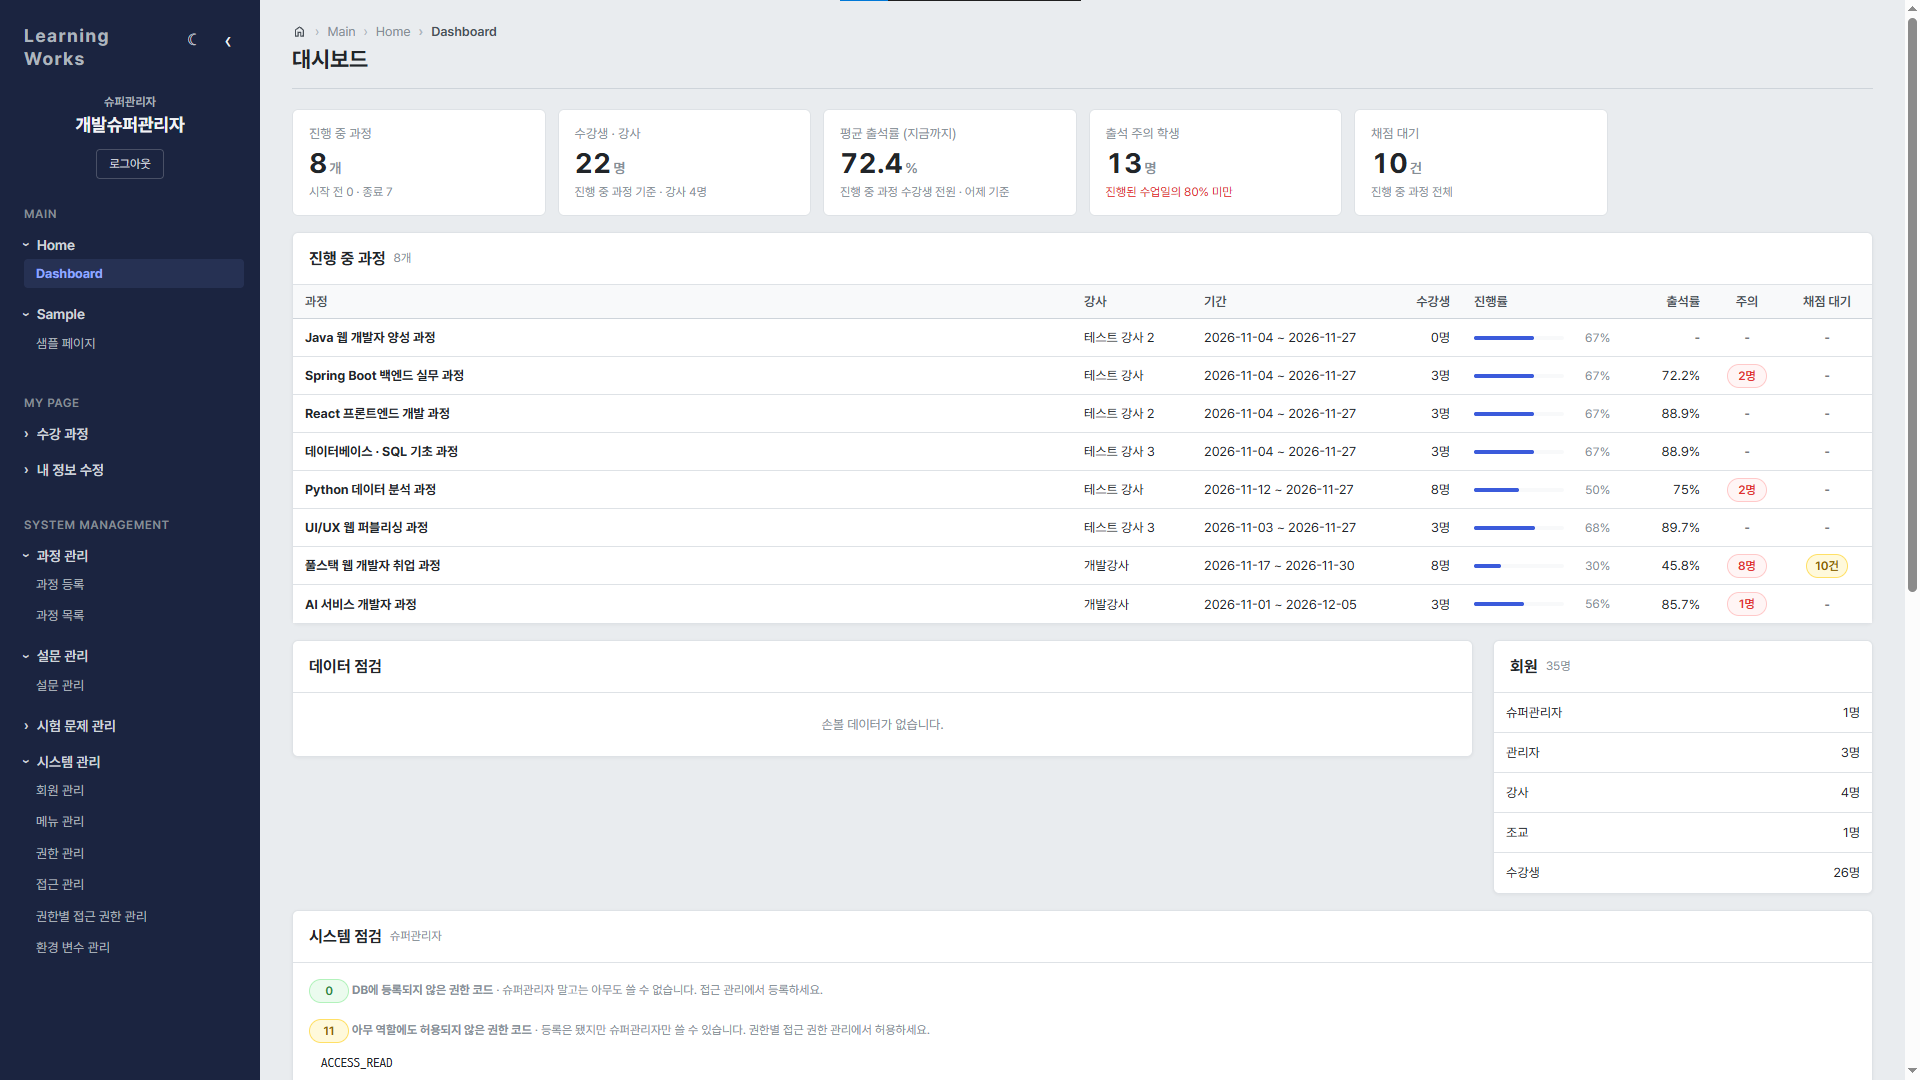 Learning
Works
슈퍼관리자
개발슈퍼관리자
로그아웃
MAIN
Home
Dashboard
Sample
샘플 페이지
MY PAGE
수강 과정
내 정보 수정
SYSTEM MANAGEMENT
과정 관리
과정 등록
과정 목록
설문 관리
설문 관리
시험 문제 관리
시스템 관리
회원 관리
메뉴 관리
권한 관리
접근 관리
권한별 접근 권한 관리
환경 변수 관리
Main › Home › Dashboard
대시보드
진행 중 과정
8개
시작 전 0 · 종료 7
수강생 · 강사
22명
진행 중 과정 기준 · 강사 4명
평균 출석률 (지금까지)
72.4%
진행 중 과정 수강생 전원 · 어제 기준
출석 주의 학생
13명
진행된 수업일의 80% 미만
채점 대기
10건
진행 중 과정 전체
진행 중 과정 8개
과정 강사 기간 수강생 진행률 출석률 주의 채점 대기
Java 웹 개발자 양성 과정 테스트 강사 2 2026-11-04 ~ 2026-11-27 0명 67% - - -
Spring Boot 백엔드 실무 과정 테스트 강사 2026-11-04 ~ 2026-11-27 3명 67% 72.2% 2명 -
React 프론트엔드 개발 과정 테스트 강사 2 2026-11-04 ~ 2026-11-27 3명 67% 88.9% - -
데이터베이스 · SQL 기초 과정 테스트 강사 3 2026-11-04 ~ 2026-11-27 3명 67% 88.9% - -
Python 데이터 분석 과정 테스트 강사 2026-11-12 ~ 2026-11-27 8명 50% 75% 2명 -
UI/UX 웹 퍼블리싱 과정 테스트 강사 3 2026-11-03 ~ 2026-11-27 3명 68% 89.7% - -
풀스택 웹 개발자 취업 과정 개발강사 2026-11-17 ~ 2026-11-30 8명 30% 45.8% 8명 10건
AI 서비스 개발자 과정 개발강사 2026-11-01 ~ 2026-12-05 3명 56% 85.7% 1명 -
데이터 점검
손볼 데이터가 없습니다.
회원 35명
슈퍼관리자 1명
관리자 3명
강사 4명
조교 1명
수강생 26명
시스템 점검 슈퍼관리자
0 DB에 등록되지 않은 권한 코드 · 슈퍼관리자 말고는 아무도 쓸 수 없습니다. 접근 관리에서 등록하세요.
11 아무 역할에도 허용되지 않은 권한 코드 · 등록은 됐지만 슈퍼관리자만 쓸 수 있습니다. 권한별 접근 권한 관리에서 허용하세요.
ACCESS_READ